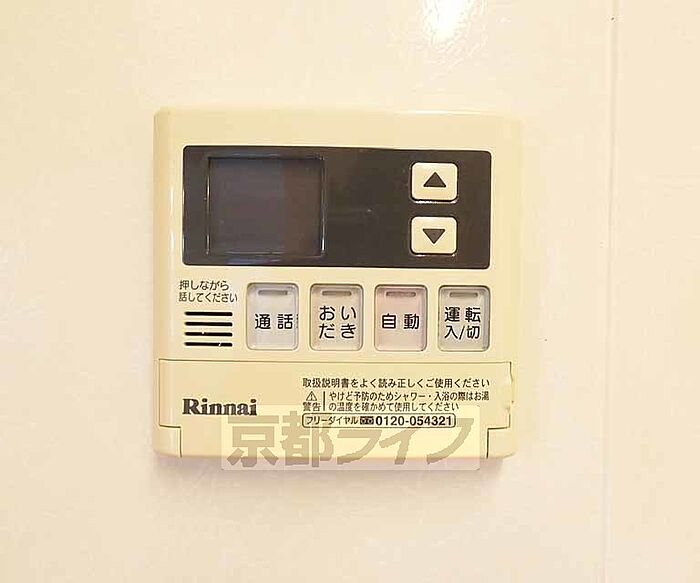 押しながら
話してください
通話
おい
だき
自動
運転
入/切
取扱説明書をよく読み正しくご使用ください
警告
やけど予防のためシャワー・入浴の際はお湯
の温度を確かめて使用してください
Rinnai
フリーダイヤル 0120-054321
京都ライフ